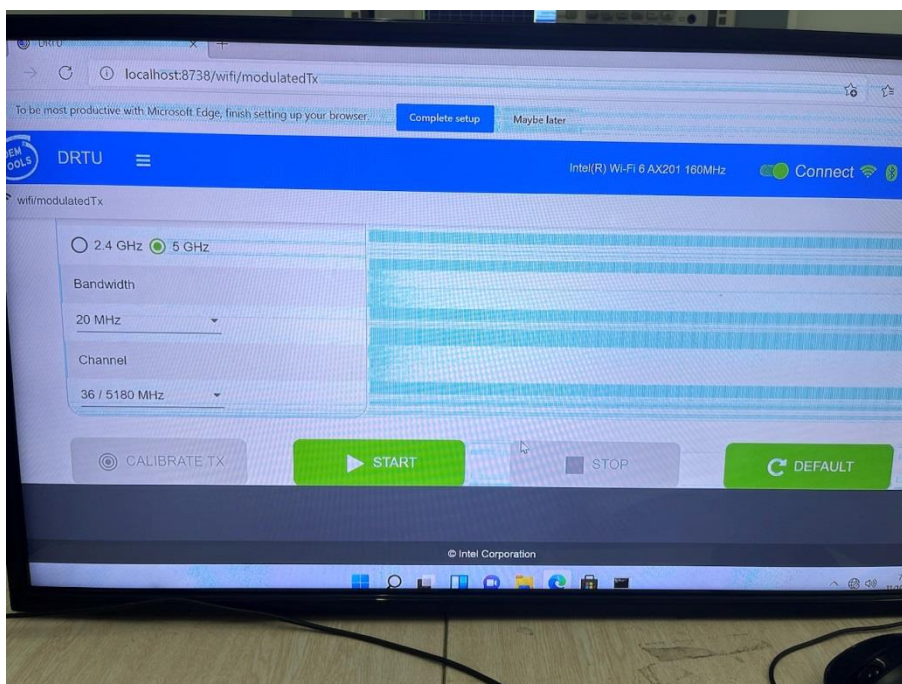 DRTU
localhost:8738/wifi/modulatedTx
To be most productive with Microsoft Edge, finish setting up your browser.
Complete setup
Maybe later
DRTU
Intel(R) Wi-Fi 6 AX201 160MHz
Connect
wifi/modulatedTx
2.4 GHz
5 GHz
Bandwidth
20 MHz
Channel
36 / 5180 MHz
CALIBRATE TX
START
STOP
DEFAULT
© Intel Corporation